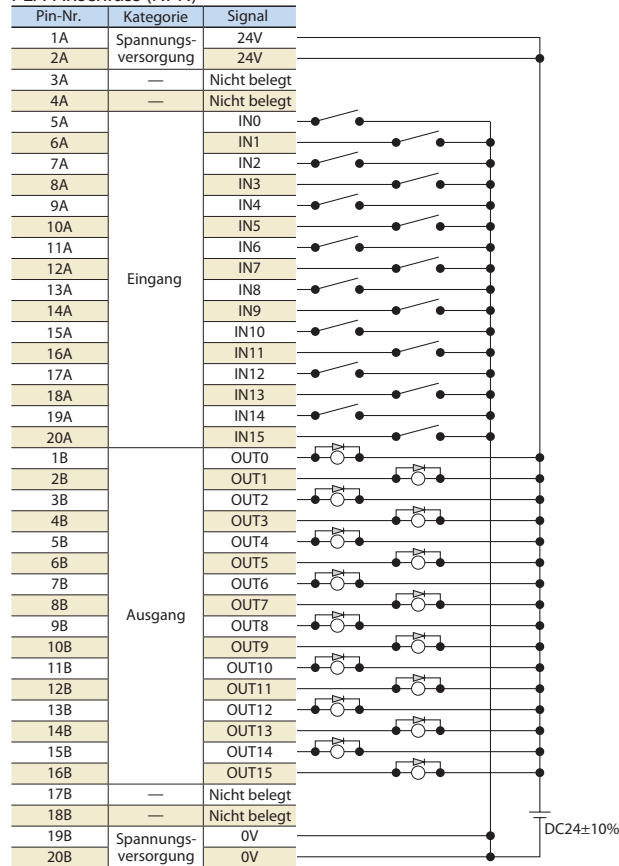 Anschluss (NPN)
Pin-Nr. Kategorie Signal
1A Spannungs- 24V
2A versorgung 24V
3A — Nicht belegt
4A — Nicht belegt
5A IN0
6A IN1
7A IN2
8A IN3
9A IN4
10A IN5
11A IN6
12A IN7
Eingang
13A IN8
14A IN9
15A IN10
16A IN11
17A IN12
18A IN13
19A IN14
20A IN15
1B OUT0
2B OUT1
3B OUT2
4B OUT3
5B OUT4
6B OUT5
7B OUT6
8B OUT7
Ausgang
9B OUT8
10B OUT9
11B OUT10
12B OUT11
13B OUT12
14B OUT13
15B OUT14
16B OUT15
17B — Nicht belegt
18B — Nicht belegt
DC24±10%
19B Spannungs- 0V
20B versorgung 0V